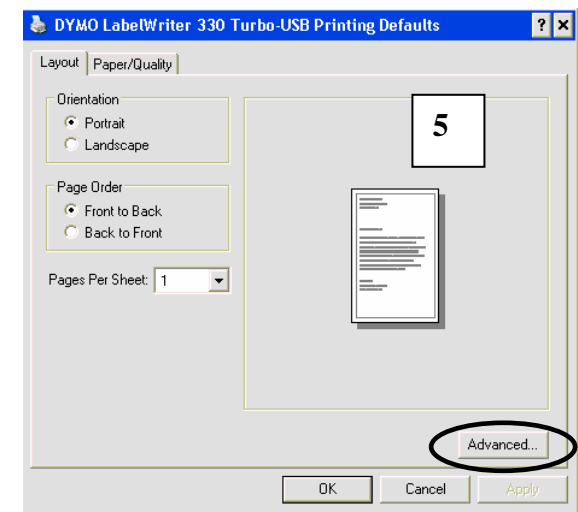 DYMO LabelWriter 330 Turbo-USB Printing Defaults
Layout Paper/Quality
Orientation
Portrait
Landscape
5
Page Order
Front to Back
Back to Front
Pages Per Sheet: 1
Advanced...
OK Cancel Apply